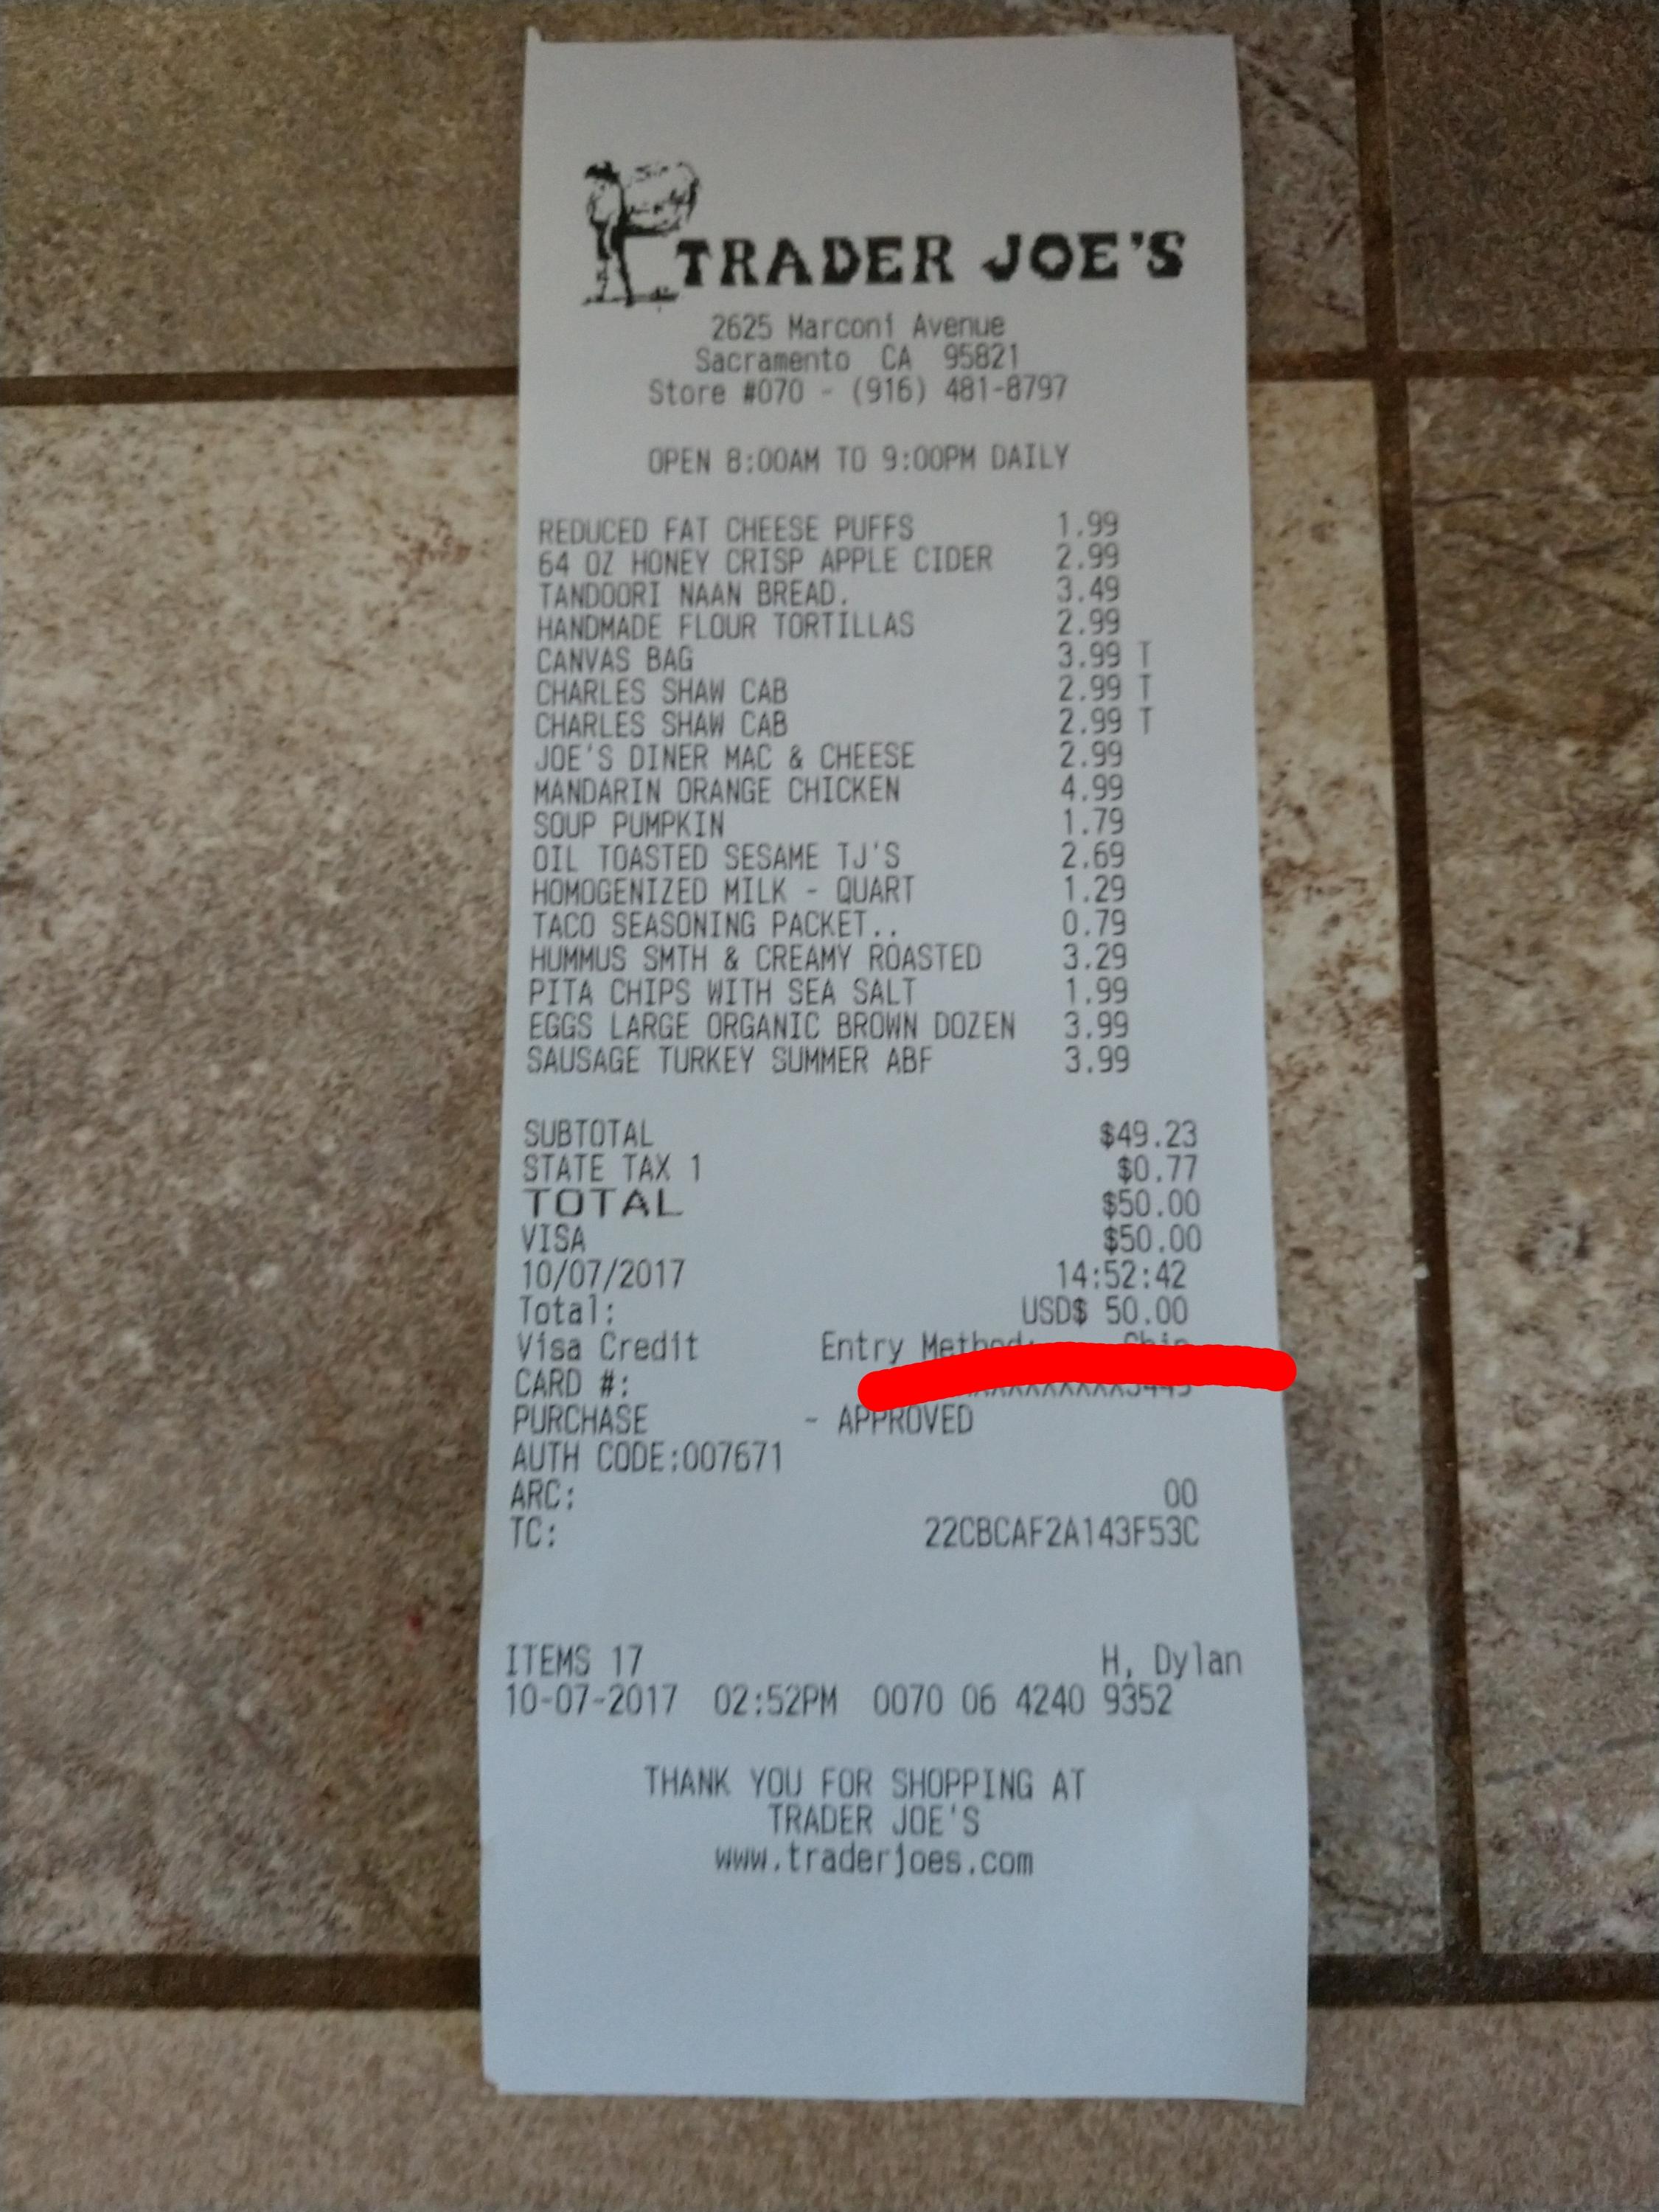 TRADER JOE'S
2625 Marconi Avenue
Sacramento CA 95821
Store #070 - (916) 481-8797
OPEN 8:00AM TO 9:00PM DAILY
REDUCED FAT CHEESE PUFFS 1.99
64 OZ HONEY CRISP APPLE CIDER 2.99
TANDOORI NAAN BREAD. 3.49
HANDMADE FLOUR TORTILLAS 2.99
CANVAS BAG 3.99 T
CHARLES SHAW CAB 2.99 T
CHARLES SHAW CAB 2.99 T
JOE'S DINER MAC & CHEESE 2.99
MANDARIN ORANGE CHICKEN 4.99
SOUP PUMPKIN 1.79
OIL TOASTED SESAME TJ'S 2.69
HOMOGENIZED MILK - QUART 1.29
TACO SEASONING PACKET.. 0.79
HUMMUS SMTH & CREAMY ROASTED 3.29
PITA CHIPS WITH SEA SALT 1.99
EGGS LARGE ORGANIC BROWN DOZEN 3.99
SAUSAGE TURKEY SUMMER ABF 3.99
SUBTOTAL $49.23
STATE TAX 1 $0.77
TOTAL $50.00
VISA $50.00
10/07/2017 14:52:42
Total: USD$ 50.00
Visa Credit Entry Method: Chip
CARD #:
PURCHASE - APPROVED
AUTH CODE:007671
ARC: 00
TC: 22CBCAF2A143F53C
ITEMS 17 H, Dylan
10-07-2017 02:52PM 0070 06 4240 9352
THANK YOU FOR SHOPPING AT
TRADER JOE'S
www.traderjoes.com